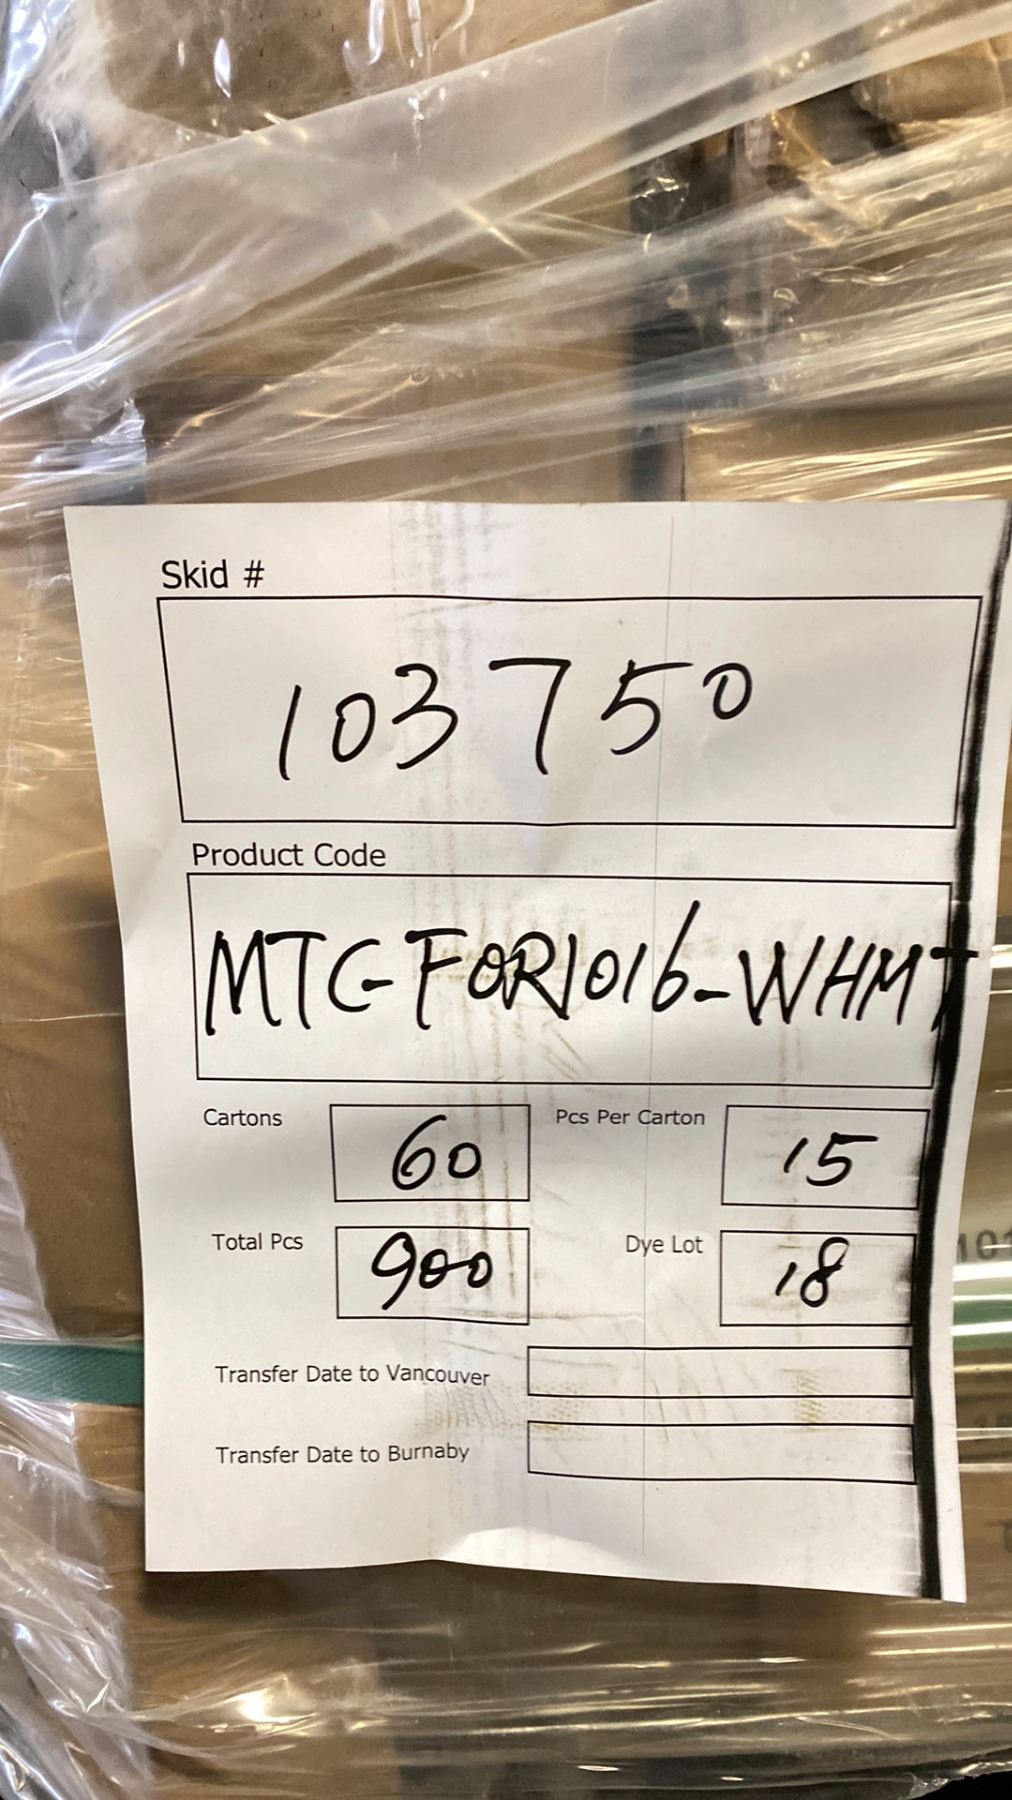 Skid #
103750
Product Code
MTC-FOR1016-WHMT
Cartons 60 Pcs Per Carton 15
Total Pcs 900 Dye Lot 18
Transfer Date to Vancouver
Transfer Date to Burnaby